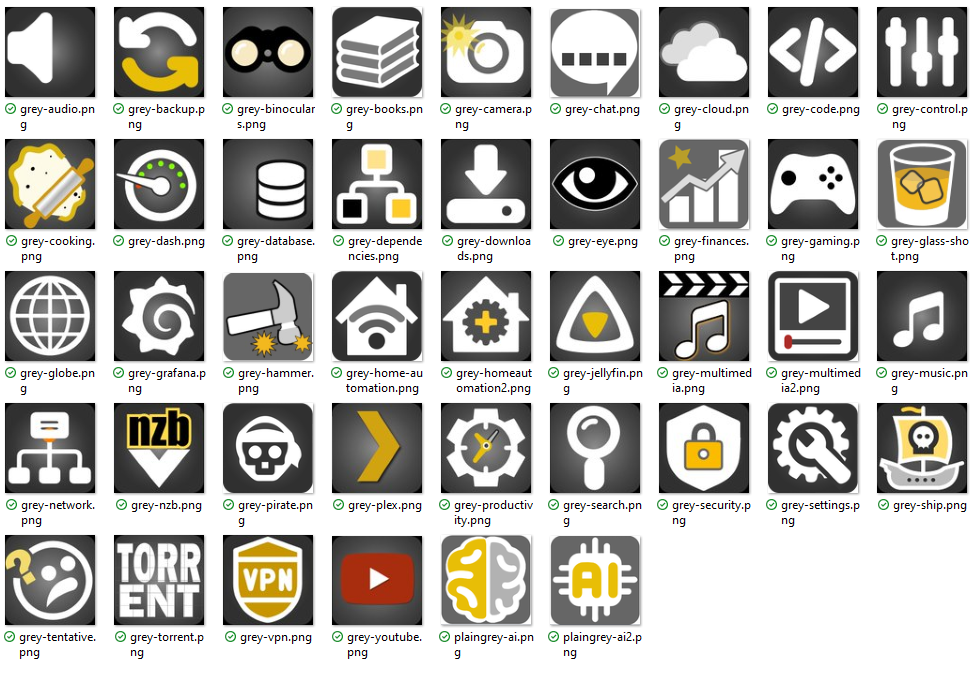 grey-audio.pn
g
grey-backup.p
ng
grey-binocular
s.png
grey-books.pn
g
grey-camera.p
ng
grey-chat.png
grey-cloud.pn
g
grey-code.png
grey-control.p
ng
grey-cooking.
png
grey-dash.png
grey-database.
png
grey-depende
ncies.png
grey-downloa
ds.png
grey-eye.png
grey-finances.
png
grey-gaming.p
ng
grey-glass-sho
t.png
grey-globe.pn
g
grey-grafana.p
ng
grey-hammer.
png
grey-home-au
tomation.png
grey-homeaut
omation2.png
grey-jellyfin.pn
g
grey-multimed
ia.png
grey-multimed
ia2.png
grey-music.pn
g
nzb
grey-network.
png
grey-nzb.png
grey-pirate.pn
g
grey-plex.png
grey-productiv
ity.png
grey-search.pn
g
grey-security.p
ng
grey-settings.p
ng
grey-ship.png
?
TORR
ENT
VPN
AI
grey-tentative.
png
grey-torrent.p
ng
grey-vpn.png
grey-youtube.
png
plaingrey-ai.pn
g
plaingrey-ai2.p
ng